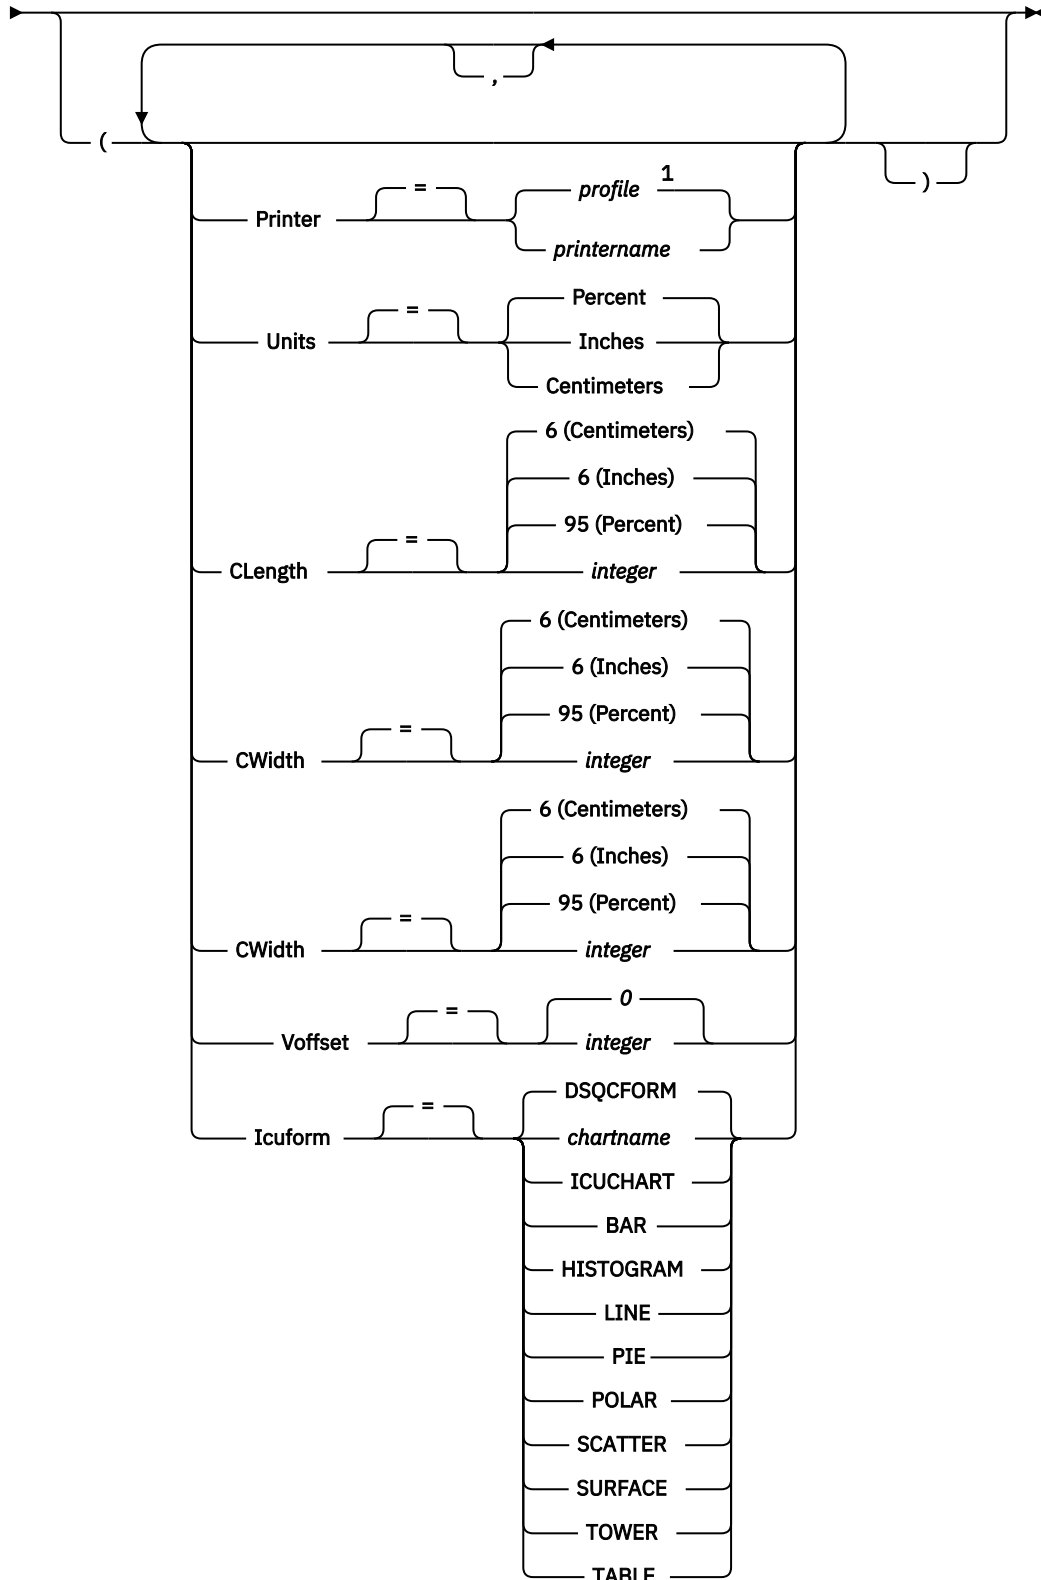 ,
(
)
1
=
profile
Printer
printername
Percent
=
Units
Inches
Centimeters
6 (Centimeters)
6 (Inches)
95 (Percent)
=
CLength
integer
6 (Centimeters)
6 (Inches)
95 (Percent)
=
CWidth
integer
6 (Centimeters)
6 (Inches)
95 (Percent)
=
CWidth
integer
0
=
Voffset
integer
DSQCFORM
=
Icuform
chartname
ICUCHART
BAR
HISTOGRAM
LINE
PIE
POLAR
SCATTER
SURFACE
TOWER
TABLE